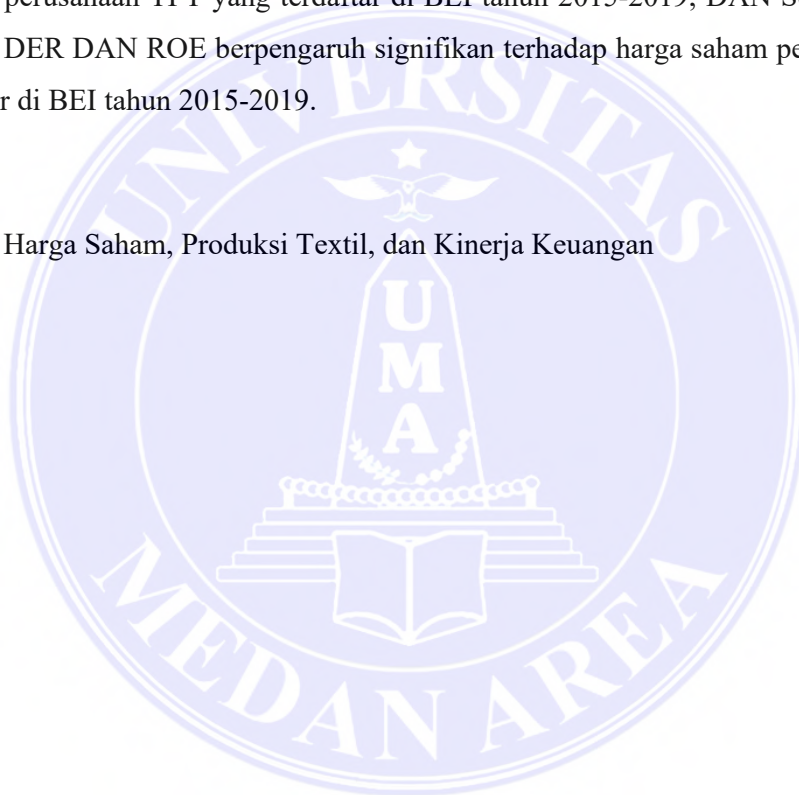 perusahaan TPT yang terdaftar di BEI tahun 2015-2019, DAN
DER DAN ROE berpengaruh signifikan terhadap harga saham
di BEI tahun 2015-2019.
Harga Saham, Produksi Textil, dan Kinerja Keuangan
UNIVERSITAS
UMA
MEDAN AREA